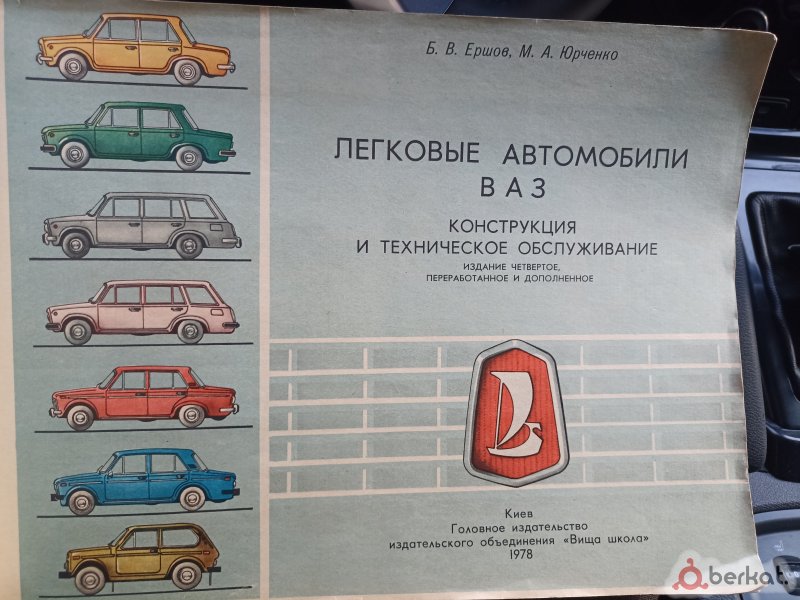 Б. В. Ершов, М. А. Юрченко
ЛЕГКОВЫЕ АВТОМОБИЛИ
ВАЗ
КОНСТРУКЦИЯ
И ТЕХНИЧЕСКОЕ ОБСЛУЖИВАНИЕ
ИЗДАНИЕ ЧЕТВЕРТОЕ,
ПЕРЕРАБОТАННОЕ И ДОПОЛНЕННОЕ
Киев
Головное издательство
издательского объединения «Вища школа»
1978
berkat.